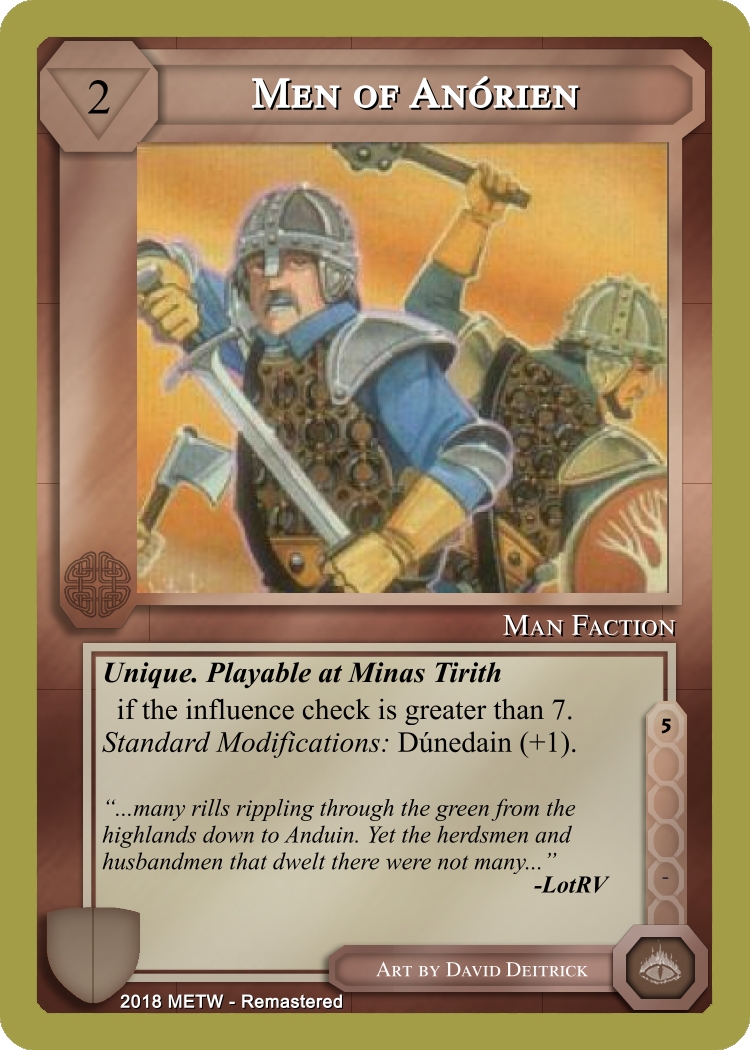 2
Men of Anórien
Man Faction
Unique. Playable at Minas Tirith
if the influence check is greater than 7.
Standard Modifications: Dúnedain (+1).
5
“...many rills rippling through the green from the
highlands down to Anduin. Yet the herdsmen and
husbandmen that dwelt there were not many...”
-
-LotRV
Art by David Deitrick
2018 METW - Remastered